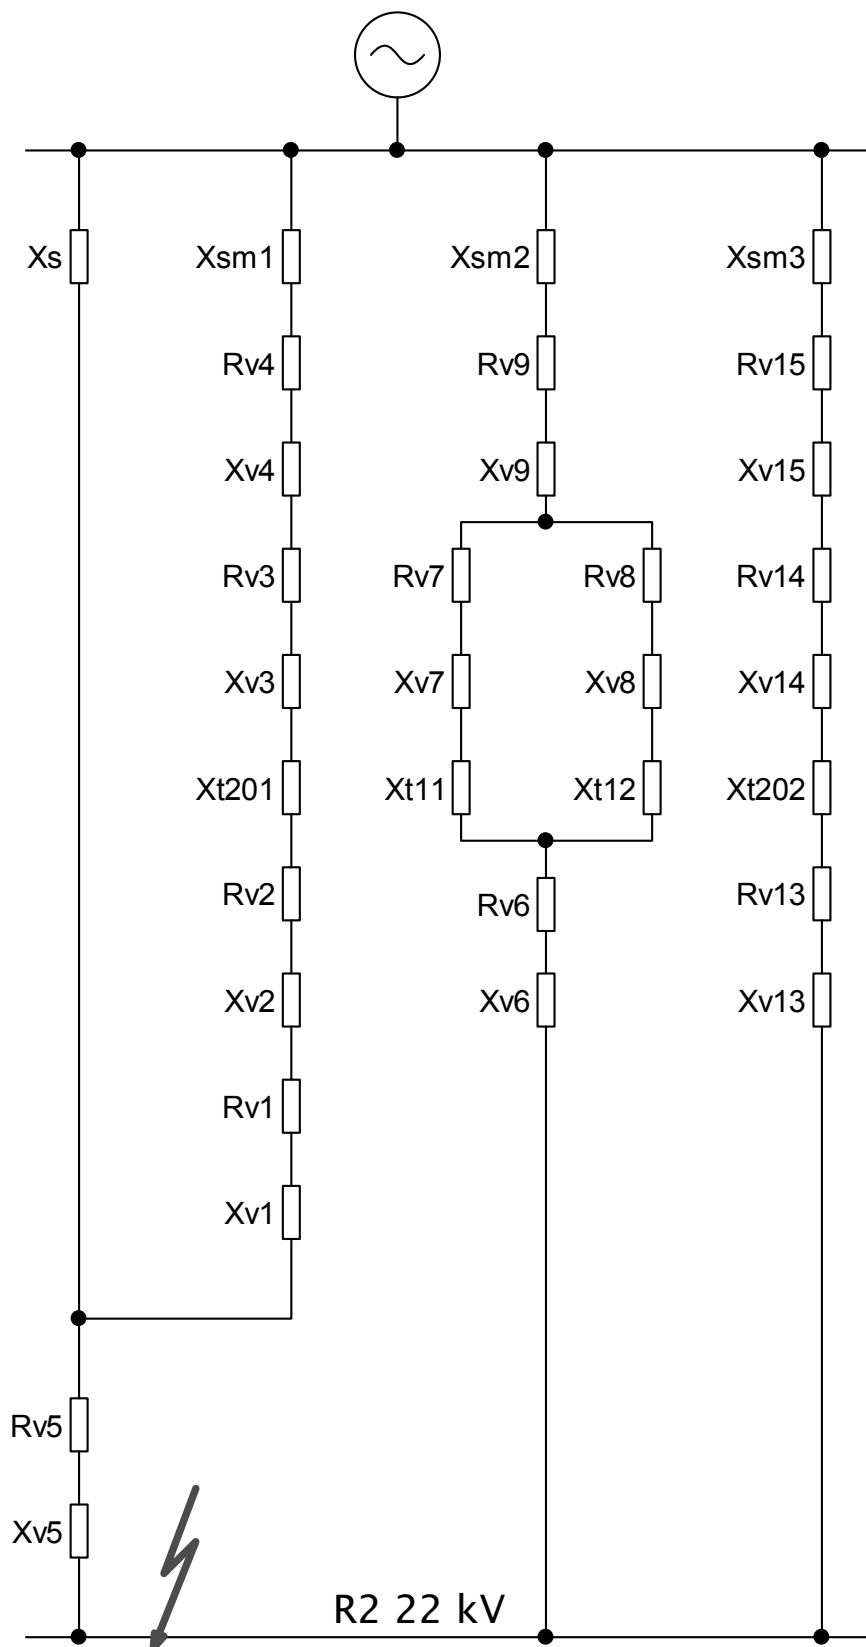 Xs Xsm1 Xsm2 Xsm3
Rv4 Rv9 Rv15
Xv4 Xv9 Xv15
Rv3 Rv7 Rv8 Rv14
Xv3 Xv7 Xv8 Xv14
Xt201 Xt11 Xt12 Xt202
Rv2 Rv6 Rv13
Xv2 Xv6 Xv13
Rv1
Xv1
Rv5
Xv5
R2 22 kV